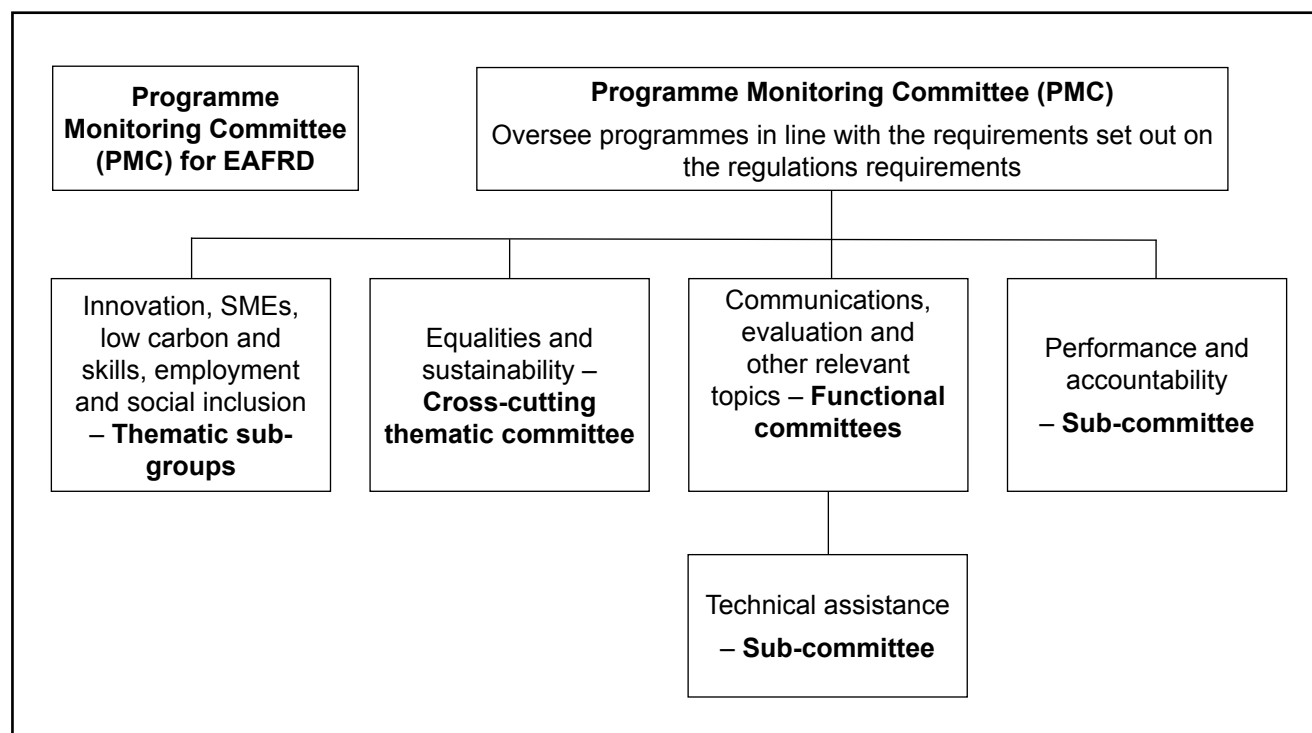 Programme
Monitoring Committee
(PMC) for EAFRD
Programme Monitoring Committee (PMC)
Oversee programmes in line with the requirements set out on
the regulations requirements
Innovation, SMEs,
low carbon and
skills, employment
and social inclusion
– Thematic sub-
groups
Equalities and
sustainability –
Cross-cutting
thematic committee
Communications,
evaluation and
other relevant
topics – Functional
committees
Performance and
accountability
– Sub-committee
Technical assistance
– Sub-committee